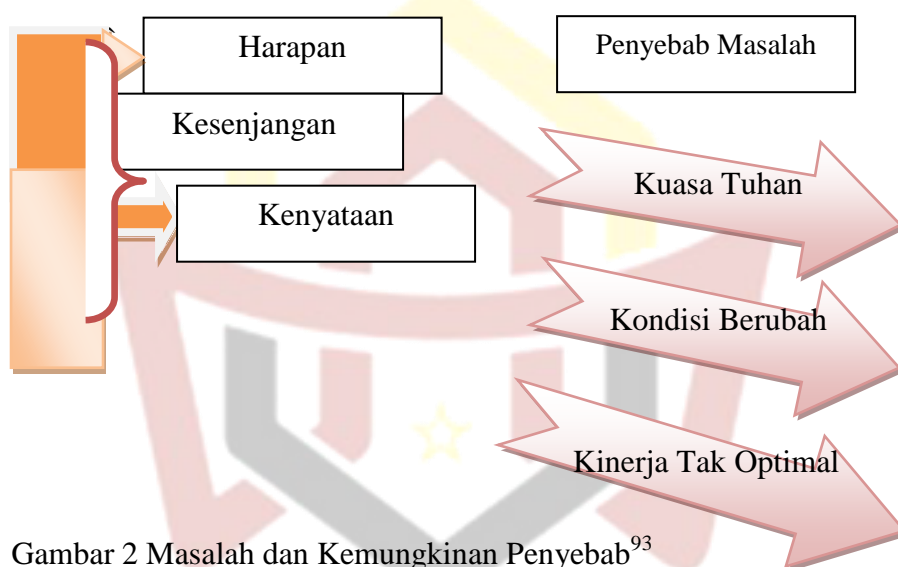 Harapan
Penyebab Masalah
Kesenjangan
Kuasa Tuhan
Kenyataan
Kondisi Berubah
Kinerja Tak Optimal
Gambar 2 Masalah dan Kemungkinan Penyebab93